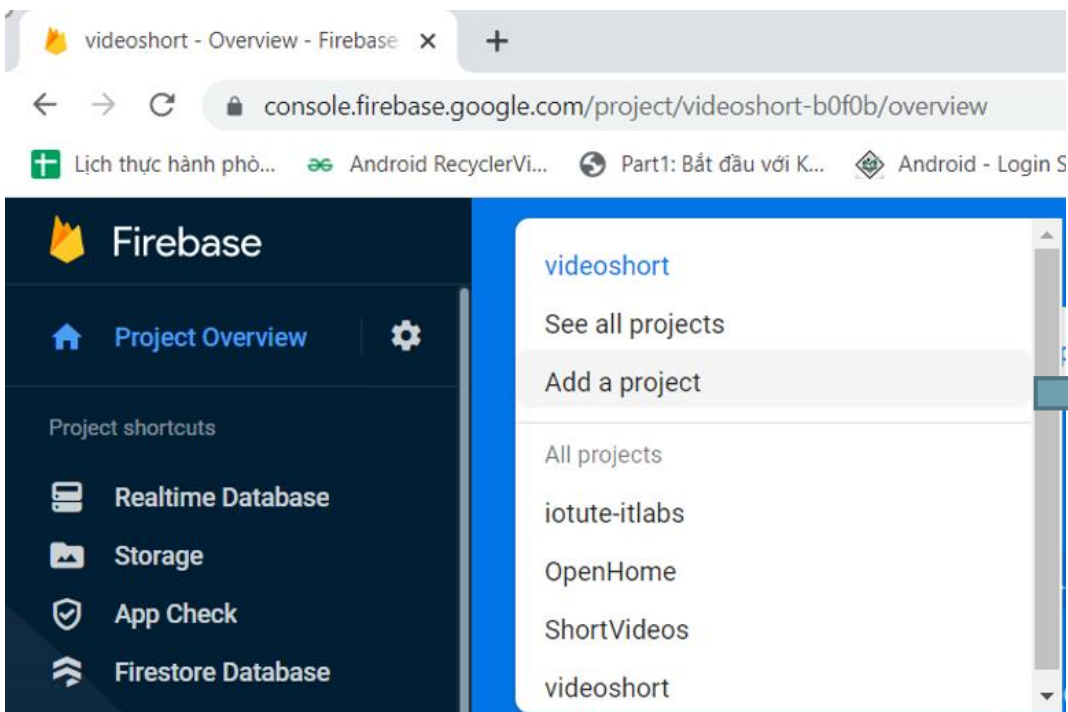 videoshort - Overview - Firebase
console.firebase.google.com/project/videoshort-b0f0b/overview
Lịch thực hành phò... Android RecyclerVi... Part1: Bắt đầu với K... Android - Login S
Firebase
Project Overview
Project shortcuts
Realtime Database
Storage
App Check
Firestore Database
videoshort
See all projects
Add a project
All projects
iotute-itlabs
OpenHome
ShortVideos
videoshort